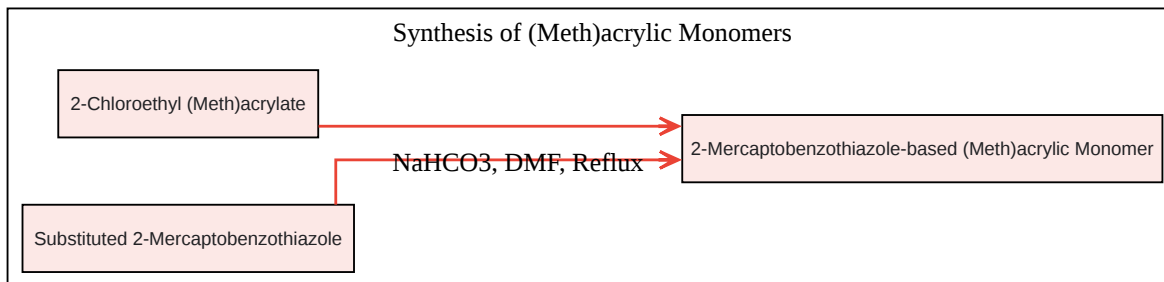 Synthesis of (Meth)acrylic Monomers
2-Chloroethyl (Meth)acrylate
2-Mercaptobenzothiazole-based (Meth)acrylic Monomer
NaHCO3, DMF, Reflux
Substituted 2-Mercaptobenzothiazole